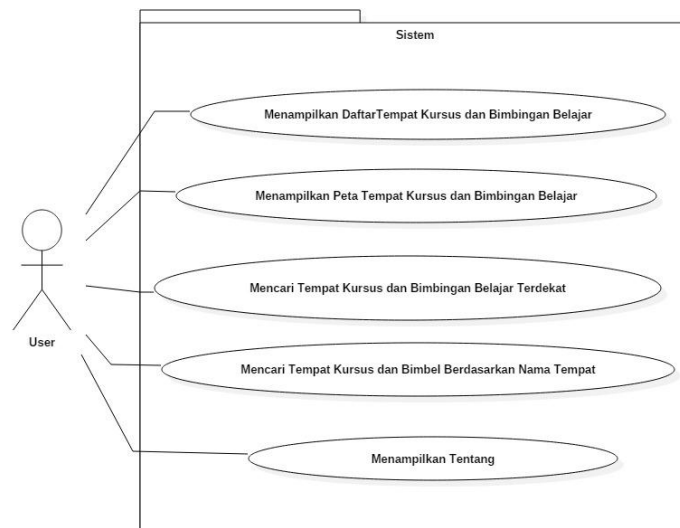 Sistem
Menampilkan DaftarTempat Kursus dan Bimbingan Belajar
Menampilkan Peta Tempat Kursus dan Bimbingan Belajar
Mencari Tempat Kursus dan Bimbingan Belajar Terdekat
User
Mencari Tempat Kursus dan Bimbel Berdasarkan Nama Tempat
Menampilkan Tentang